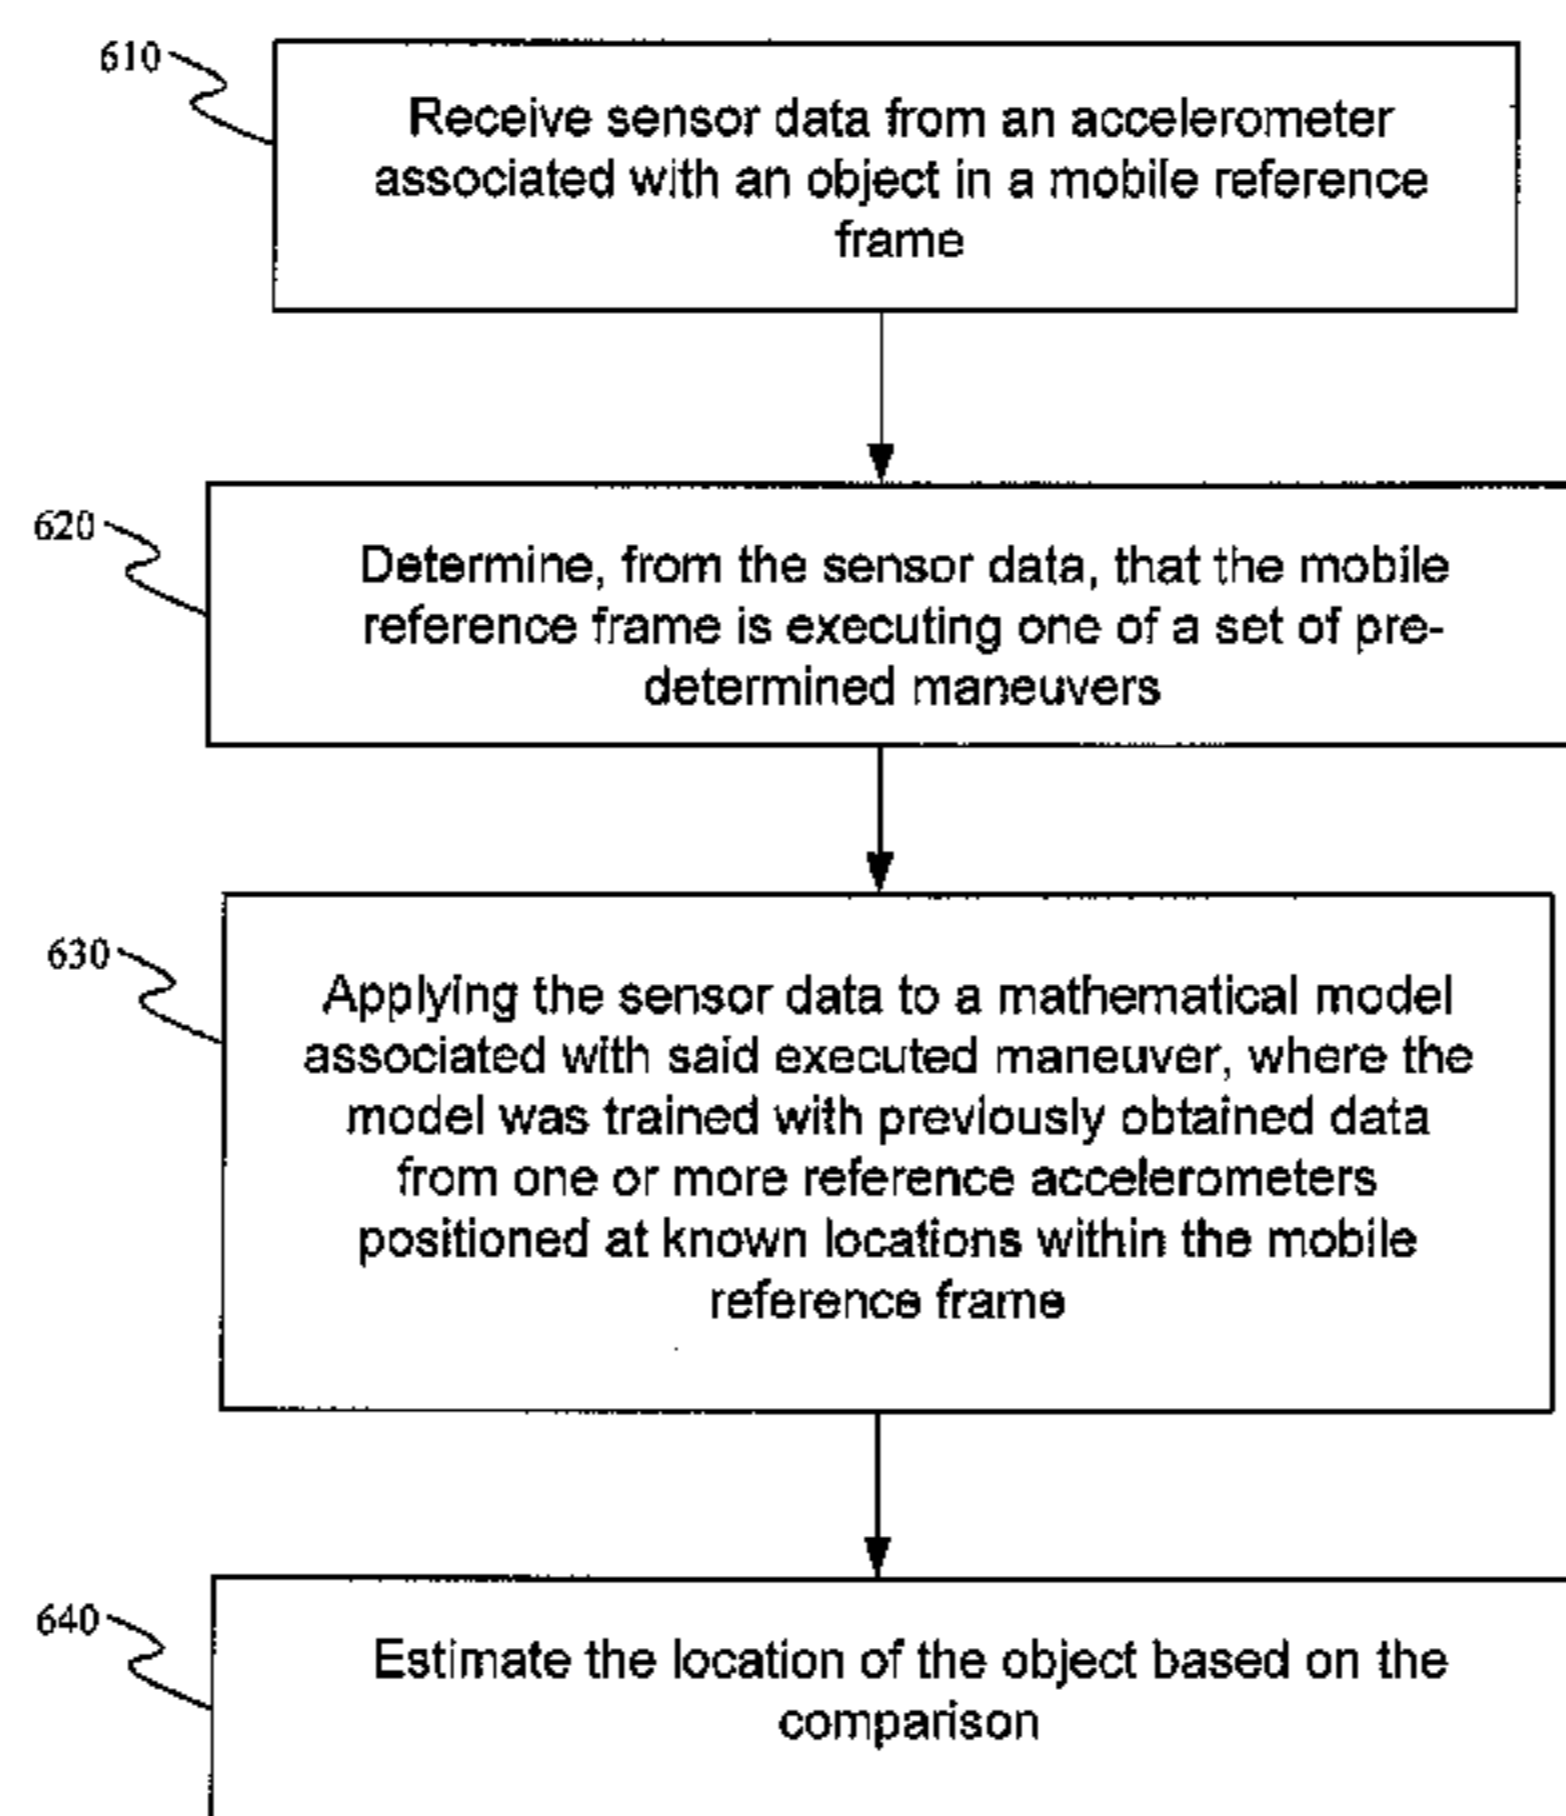 610
Receive sensor data from an accelerometer
associated with an object in a mobile reference
frame
620
Determine, from the sensor data, that the mobile
reference frame is executing one of a set of pre-
determined maneuvers
630
Applying the sensor data to a mathematical model
associated with said executed maneuver, where the
model was trained with previously obtained data
from one or more reference accelerometers
positioned at known locations within the mobile
reference frame
640
Estimate the location of the object based on the
comparison